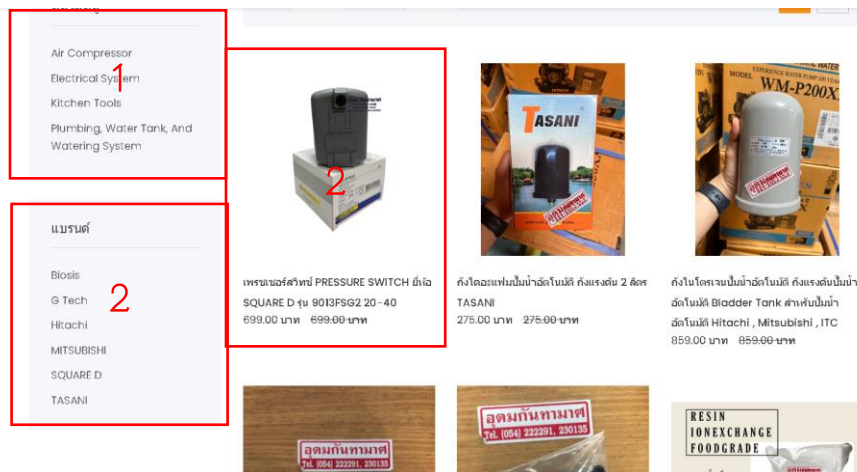 Air Compressor
Electrical System
Kitchen Tools
Plumbing, Water Tank, And
Watering System
1
แบรนด์
Biosis
G Tech
Hitachi
MITSUBISHI
SQUARE D
TASANI
2
2
เพรชเชอร์สวิทช์ PRESSURE SWITCH ยี่ห้อ
SQUARE D รุ่น 9013FSG2 20-40
699.00 บาท 699.00 บาท
TASANI
ถังไดอะแฟมปั๊มน้ำอัตโนมัติ ถังแรงดัน 2 ลิตร
TASANI
275.00 บาท 275.00 บาท
EXPERIENCE WATER PUMP 100 YEAR
MODEL WM-P200X
ถังไนโตรเจนปั๊มน้ำอัตโนมัติ ถังแรงดันปั๊มน้ำ
อัตโนมัติ Bladder Tank สำหรับปั๊มน้ำ
อัตโนมัติ Hitachi , Mitsubishi , ITC
859.00 บาท 859.00 บาท
อุดมภันทามาศ
Tel. (054) 222291, 230135
อุดมภันทามาศ
Tel. (054) 222291, 230135
RESIN
IONEXCHANGE
FOODGRADE